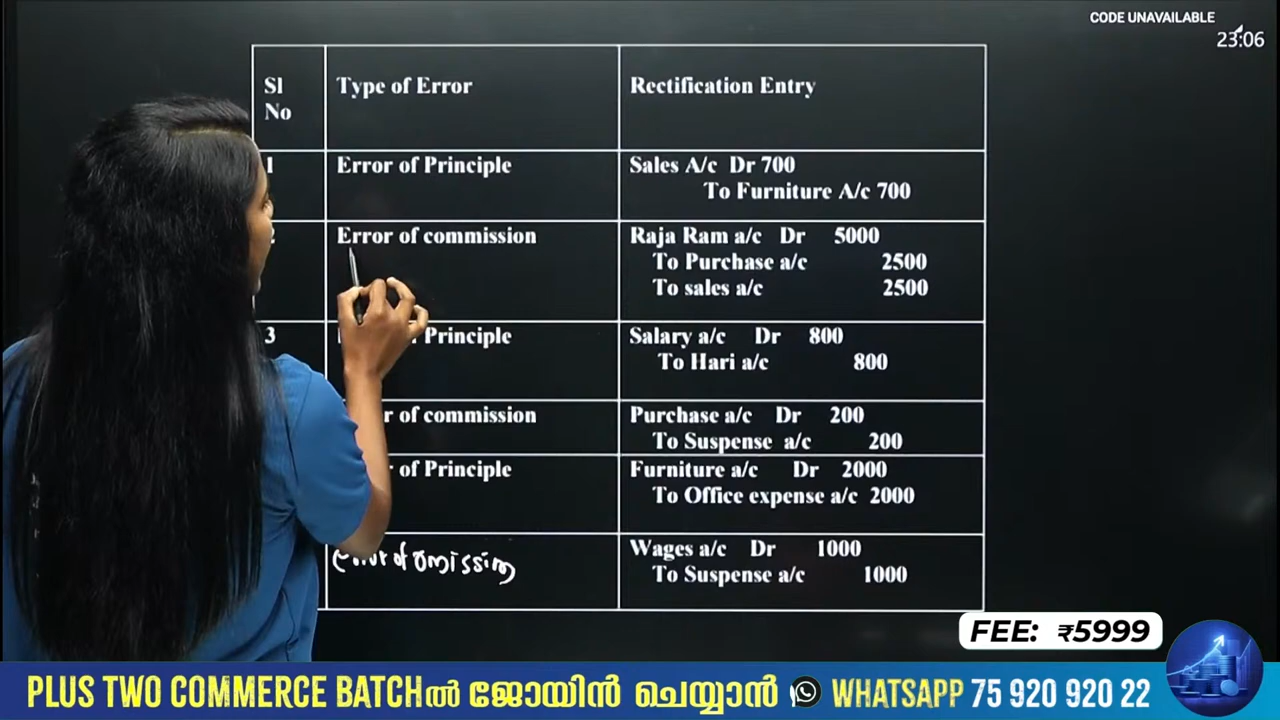 CODE UNAVAILABLE
23:06
Sl No
Type of Error
Rectification Entry
1
Error of Principle
Sales A/c Dr 700
To Furniture A/c 700
Error of commission
Raja Ram a/c Dr 5000
To Purchase a/c 2500
To sales a/c 2500
3
Principle
Salary a/c Dr 800
To Hari a/c 800
of commission
Purchase a/c Dr 200
To Suspense a/c 200
of Principle
Furniture a/c Dr 2000
To Office expense a/c 2000
Error of omission
Wages a/c Dr 1000
To Suspense a/c 1000
FEE: ₹5999
PLUS TWO COMMERCE BATCHൽ ജോയിൻ ചെയ്യാൻ WHATSAPP 75 920 920 22